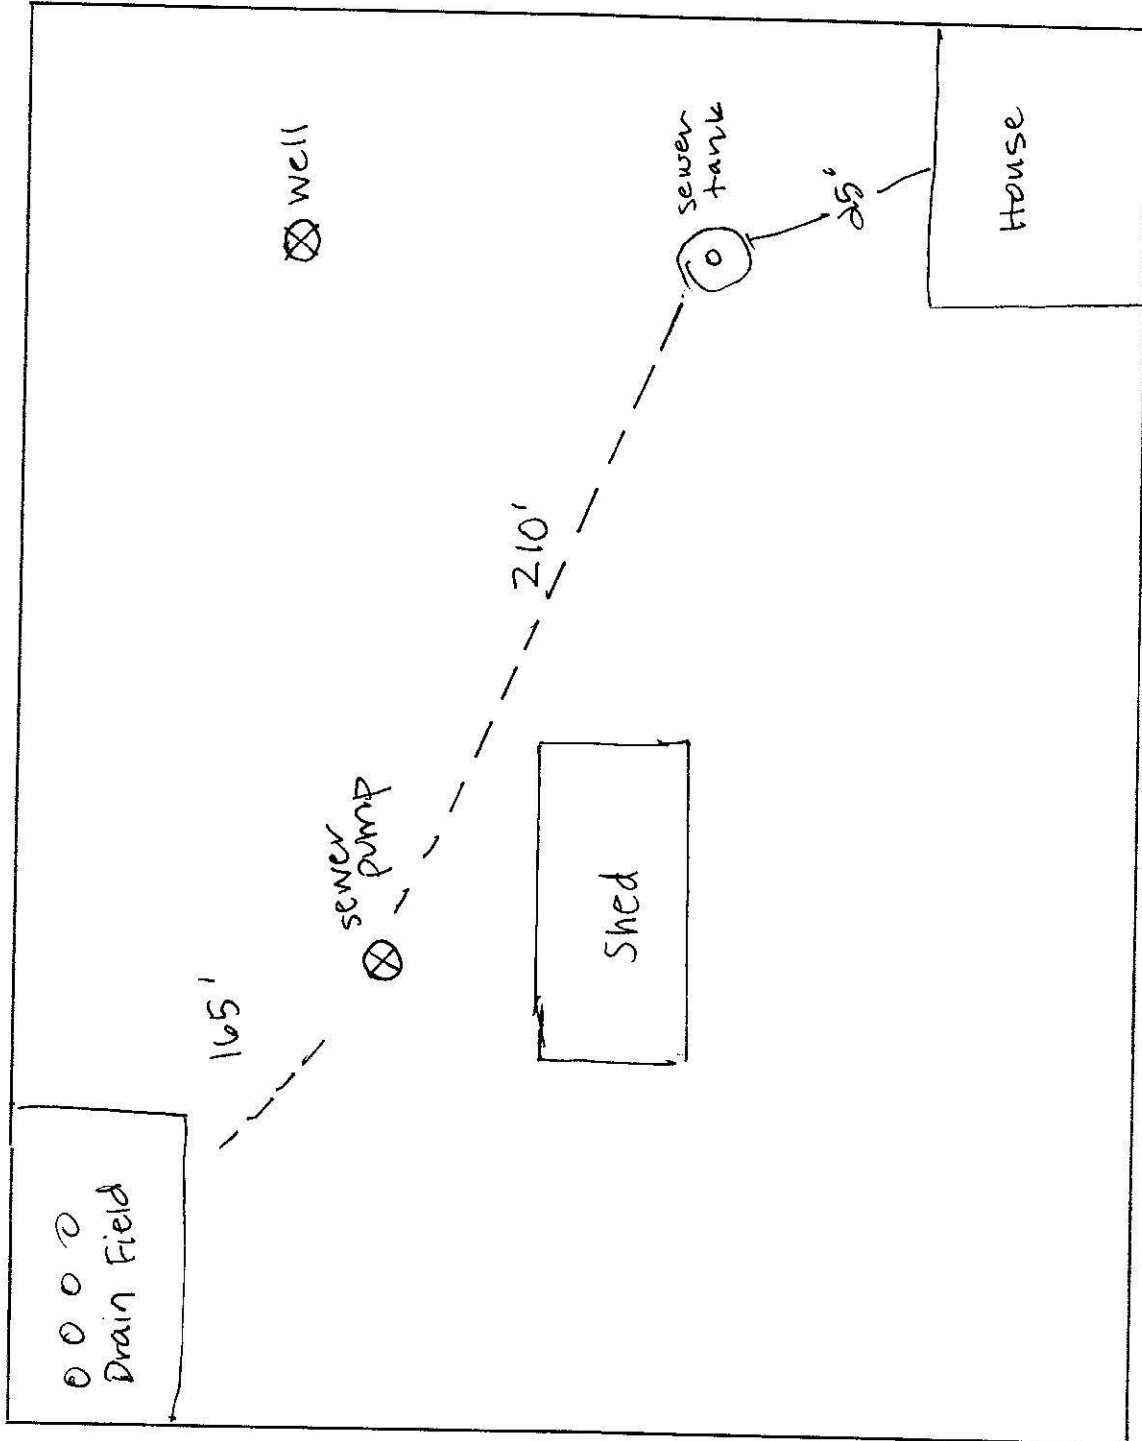 Drain Field
165'
well
sewer
pump
210'
Shed
sewer
tank
25'
House